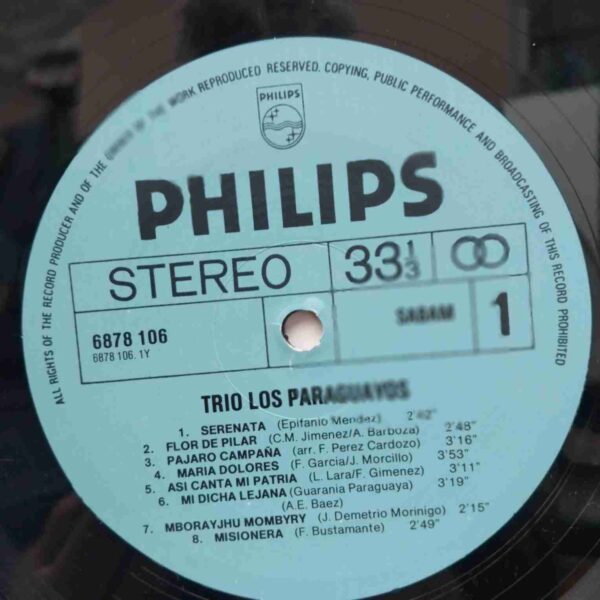 ALL RIGHTS OF THE RECORD PRODUCER AND OF THE OWNER OF THE WORK REPRODUCED RESERVED. COPYING, PUBLIC PERFORMANCE AND BROADCASTING OF THIS RECORD PROHIBITED
PHILIPS
PHILIPS
STEREO 33 1/3
6878 106 SABAM 1
6878 106.1Y
TRIO LOS PARAGUAYOS
1. SERENATA (Epifanio Mendez)
2. FLOR DE PILAR (C.M. Jimenez/A. Barboza) 2'48"
3. PAJARO CAMPAÑA (arr. F. Perez Cardozo) 3'16"
4. MARIA DOLORES (F. Garcia/J. Morcillo) 3'53"
5. ASI CANTA MI PATRIA (L. Lara/F. Gimenez) 3'11"
6. MI DICHA LEJANA (Guarania Paraguaya) 3'19"
(A.E. Baez)
7. MBORAYJHU MOMBYRY (J. Demetrio Morinigo) 2'15"
8. MISIONERA (F. Bustamante) 2'49"